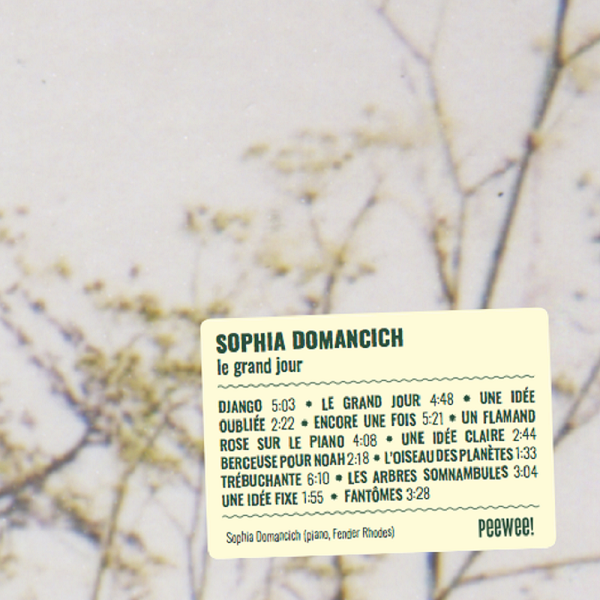 SOPHIA DOMANCICH
le grand jour
DJANGO 5:03 • LE GRAND JOUR 4:48 • UNE IDÉE
OUBLIÉE 2:22 • ENCORE UNE FOIS 5:21 • UN FLAMAND
ROSE SUR LE PIANO 4:08 • UNE IDÉE CLAIRE 2:44
BERCEUSE POUR NOAH 2:18 • L'OISEAU DES PLANÈTES 1:33
TRÉBUCHANTE 6:10 • LES ARBRES SOMNAMBULES 3:04
UNE IDÉE FIXE 1:55 • FANTÔMES 3:28
Sophia Domancich (piano, Fender Rhodes)
PeeWee!